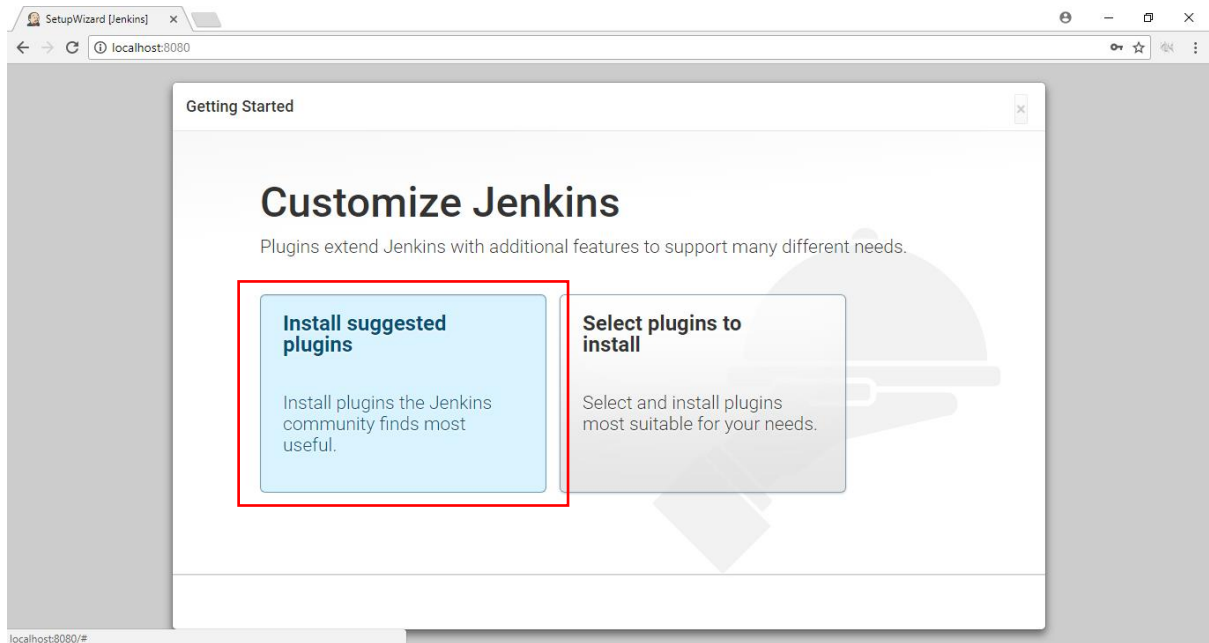 SetupWizard [Jenkins]
localhost:8080
Getting Started
Customize Jenkins
Plugins extend Jenkins with additional features to support many different needs.
Install suggested
plugins
Install plugins the Jenkins
community finds most
useful.
Select plugins to
install
Select and install plugins
most suitable for your needs.
localhost:8080/#